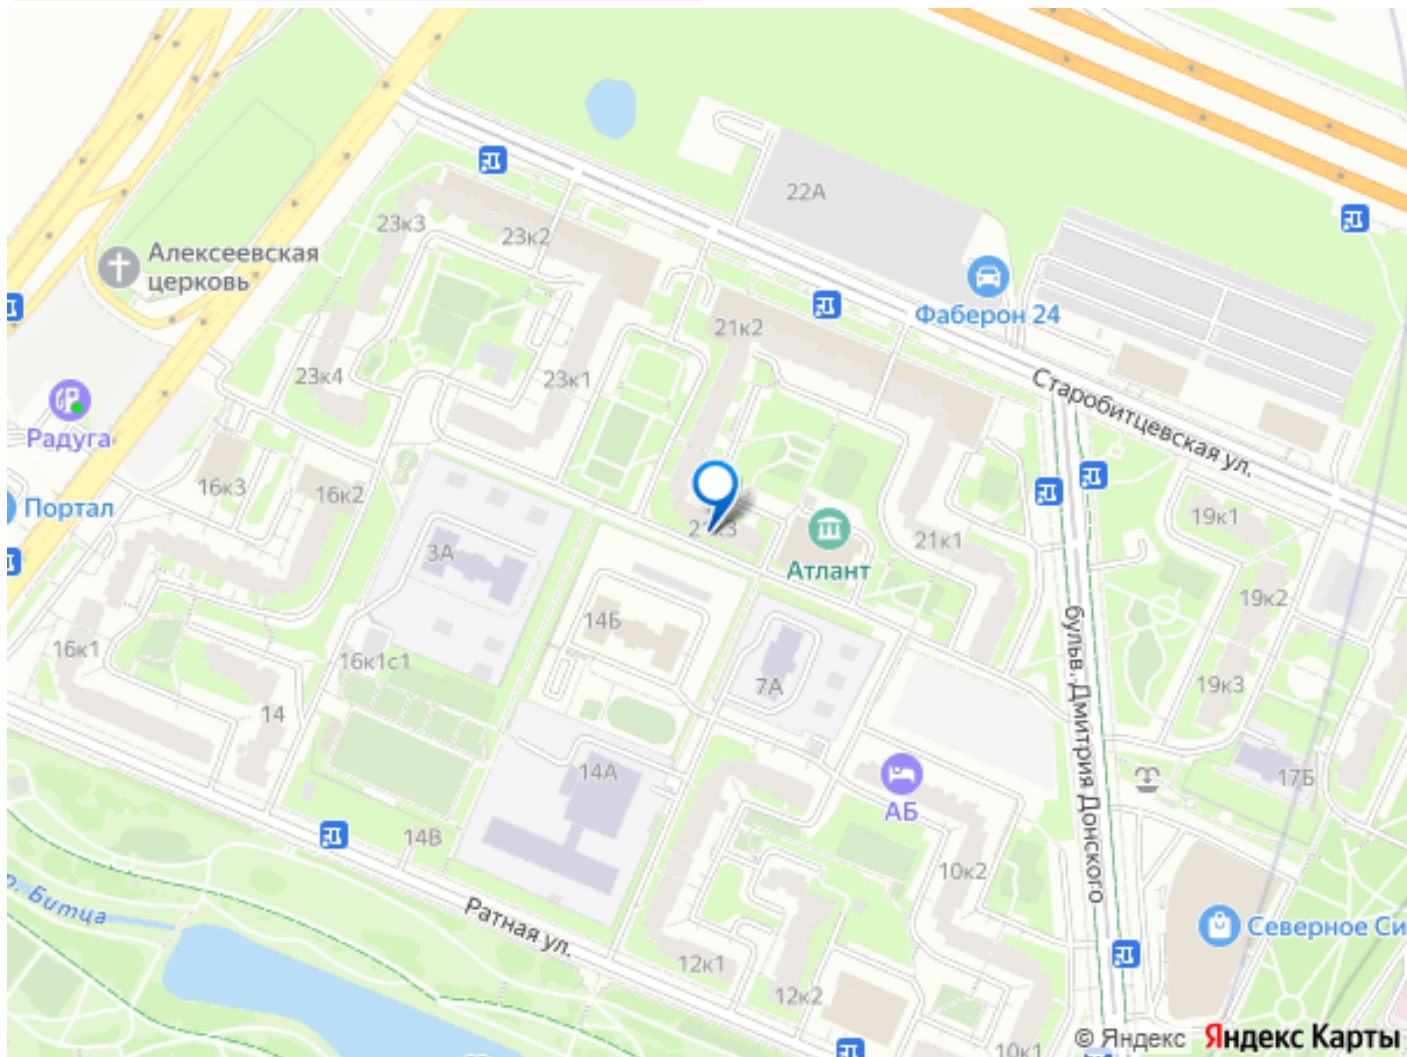 22А
23к3
23к2
Алексеевская
церковь
Фаберон 24
21к2
23к4
23к1
Старобитцевская ул.
Радуга
16к3
16к2
Портал
19к1
21к3
21к1
3А
Атлант
19к2
14Б
16к1
16к1с1
7А
19к3
14
бульв. Дмитрия Донского
14А
17Б
АБ
14В
10к2
р. Битца
Ратная ул.
Северное Си
12к1
12к2
10к1
© Яндекс Яндекс Карты